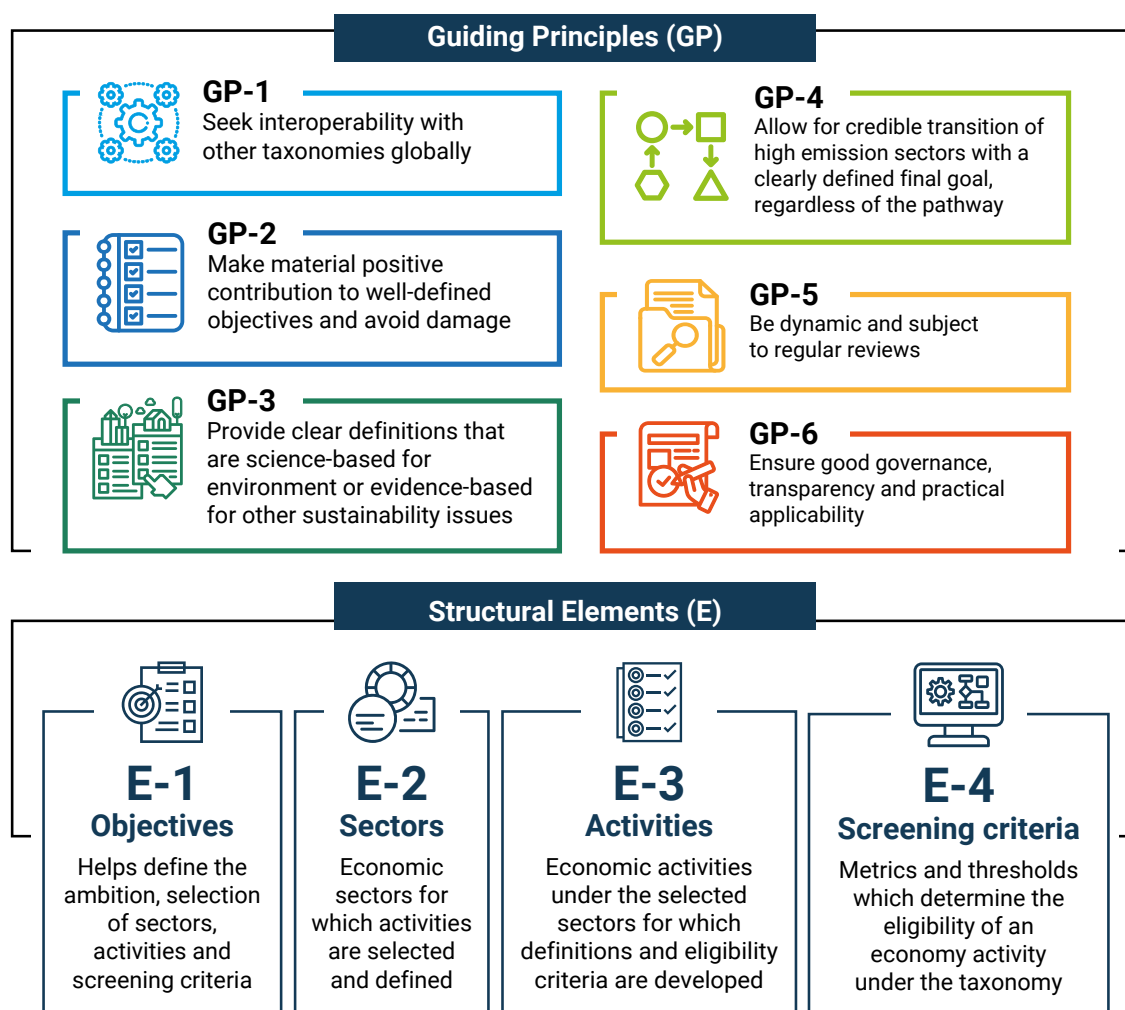 Guiding Principles (GP)
GP-1
Seek interoperability with
other taxonomies globally
GP-2
Make material positive
contribution to well-defined
objectives and avoid damage
GP-3
Provide clear definitions that
are science-based for
environment or evidence-based
for other sustainability issues
GP-4
Allow for credible transition of
high emission sectors with a
clearly defined final goal,
regardless of the pathway
GP-5
Be dynamic and subject
to regular reviews
GP-6
Ensure good governance,
transparency and practical
applicability
Structural Elements (E)
E-1
Objectives
Helps define the
ambition, selection
of sectors,
activities and
screening criteria
E-2
Sectors
Economic
sectors for
which activities
are selected
and defined
E-3
Activities
Economic activities
under the selected
sectors for which
definitions and eligibility
criteria are developed
E-4
Screening criteria
Metrics and thresholds
which determine the
eligibility of an
economy activity
under the taxonomy